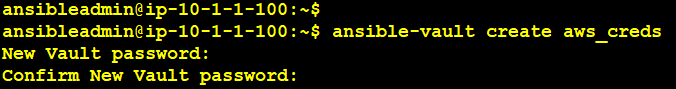 ansibleadmin@ip-10-1-1-100:~$
ansibleadmin@ip-10-1-1-100:~$ ansible-vault create aws_creds
New Vault password:
Confirm New Vault password: